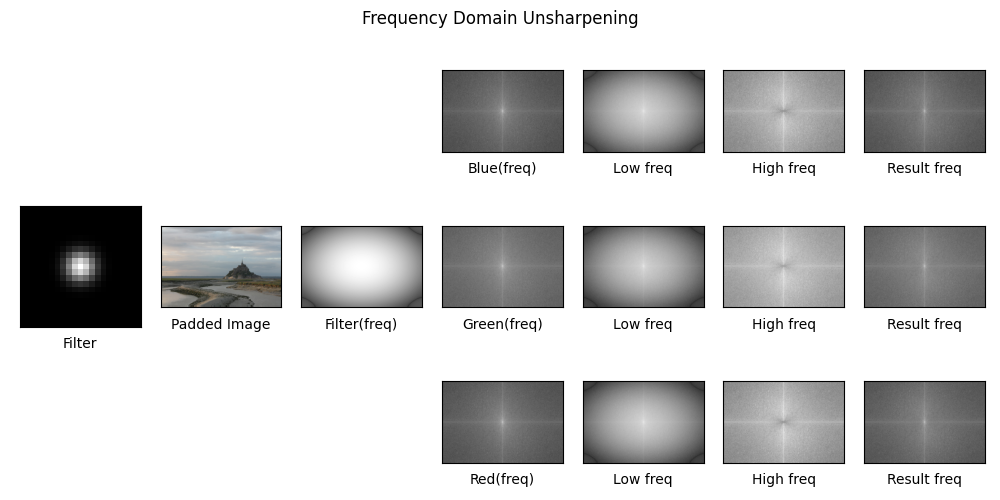 Frequency Domain Unsharpening
Blue(freq)
Low freq
High freq
Result freq
Filter
Padded Image
Filter(freq)
Green(freq)
Low freq
High freq
Result freq
Red(freq)
Low freq
High freq
Result freq